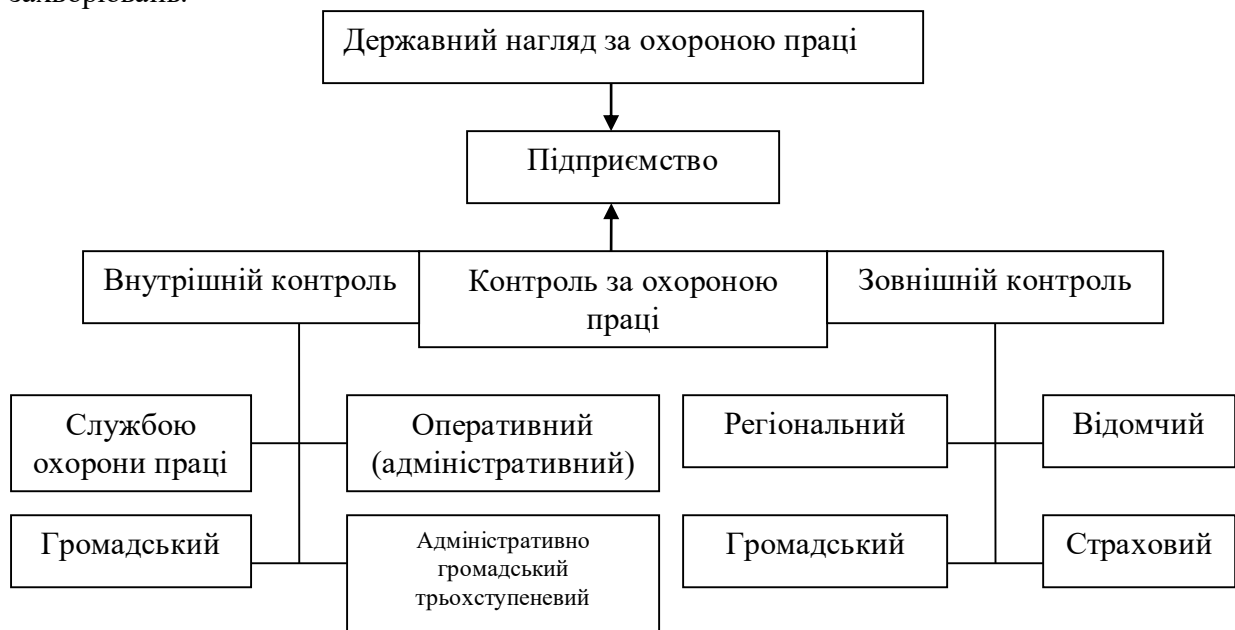 Державний нагляд за охороною праці
Підприємство
Внутрішній контроль
Контроль за охороною
праці
Зовнішній контроль
Службою
охорони праці
Оперативний
(адміністративний)
Регіональний
Відомчий
Громадський
Адміністративно
громадський
трьохступеневий
Громадський
Страховий